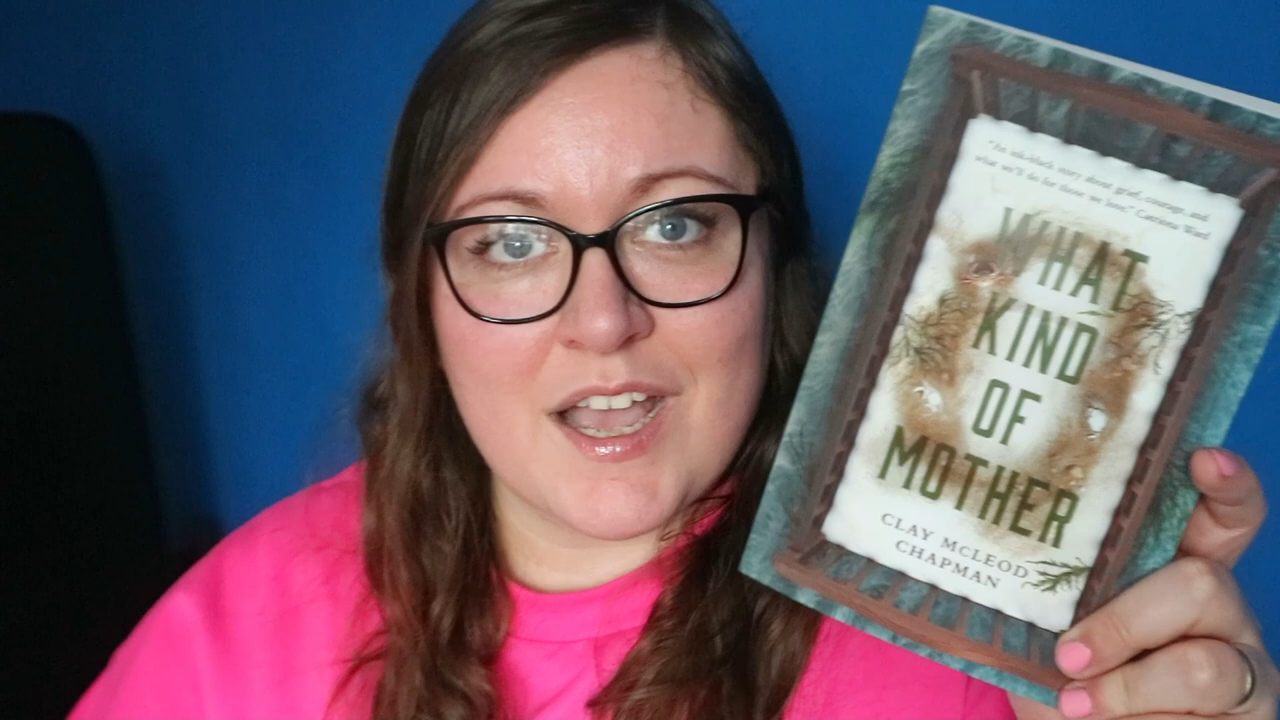 "An ink-black story about grief, courage, and
what we'll do for those we love." Catriona Ward
WHAT
KIND
OF
MOTHER
CLAY MCLEOD
CHAPMAN